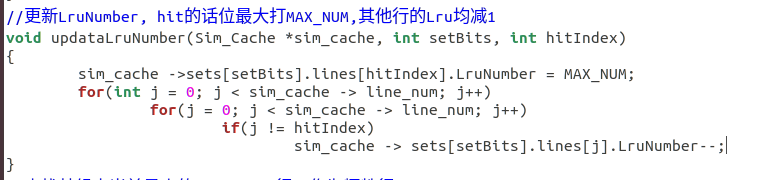 //更新LruNumber, hit的话位最大打MAX_NUM,其他行的Lru均减1
void updataLruNumber(Sim_Cache *sim_cache, int setBits, int hitIndex)
{
sim_cache ->sets[setBits].lines[hitIndex].LruNumber = MAX_NUM;
for(int j = 0; j < sim_cache -> line_num; j++)
for(j = 0; j < sim_cache -> line_num; j++)
if(j != hitIndex)
sim_cache -> sets[setBits].lines[j].LruNumber--;
}